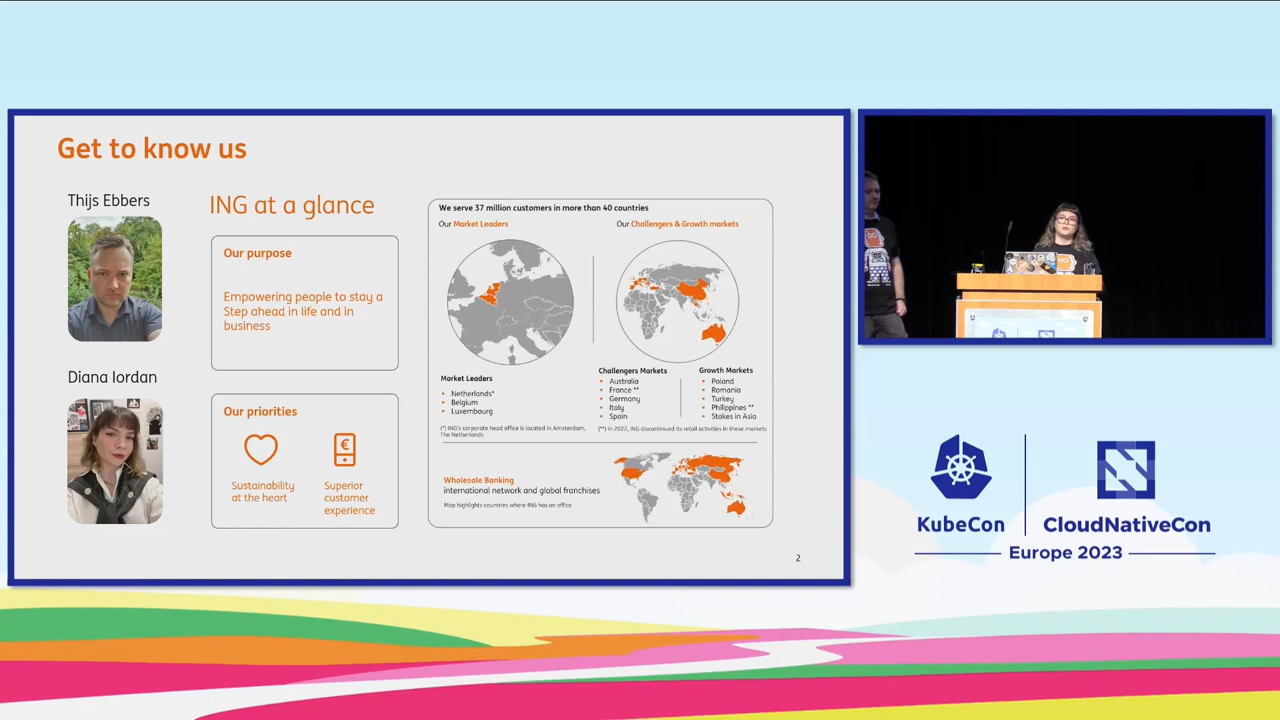 Get to know us
Thijs Ebbers
Diana Iordan
ING at a glance
Our purpose
Empowering people to stay a
Step ahead in life and in
business
Our priorities
Sustainability
at the heart
Superior
customer
experience
We serve 37 million customers in more than 40 countries
Our Market Leaders
Our Challengers & Growth markets
Market Leaders
• Netherlands*
• Belgium
• Luxembourg
(*) ING's corporate head office is located in Amsterdam,
The Netherlands
Challengers Markets
• Australia
• France **
• Germany
• Italy
• Spain
Growth Markets
• Poland
• Romania
• Turkey
• Philippines **
• Stakes in Asia
(**) In 2022, ING discontinued its retail activities in these markets
Wholesale Banking
international network and global franchises
Map highlights countries where ING has an office
2
KubeCon
CloudNativeCon
Europe 2023